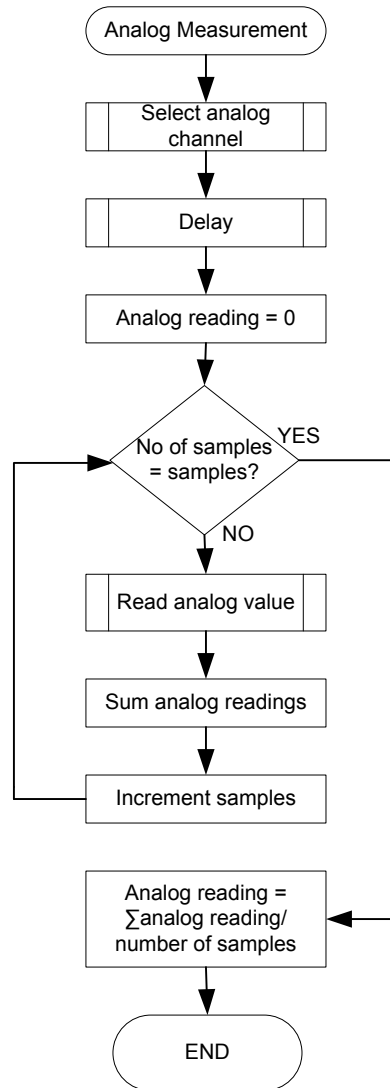 Analog Measurement
Select analog
channel
Delay
Analog reading = 0
No of samples
= samples?
YES
NO
Read analog value
Sum analog readings
Increment samples
Analog reading =
∑analog reading/
number of samples
END